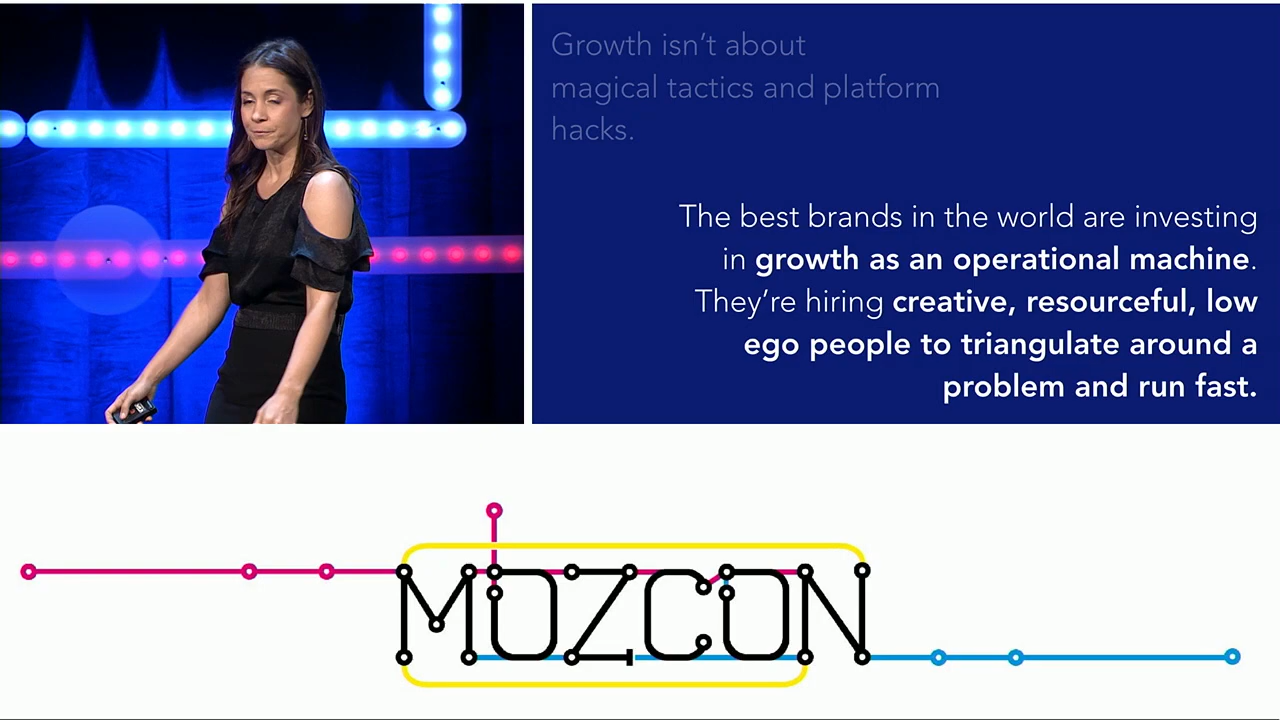 Growth isn’t about
magical tactics and platform
hacks.
The best brands in the world are investing
in growth as an operational machine.
They’re hiring creative, resourceful, low
ego people to triangulate around a
problem and run fast.
MOZCON